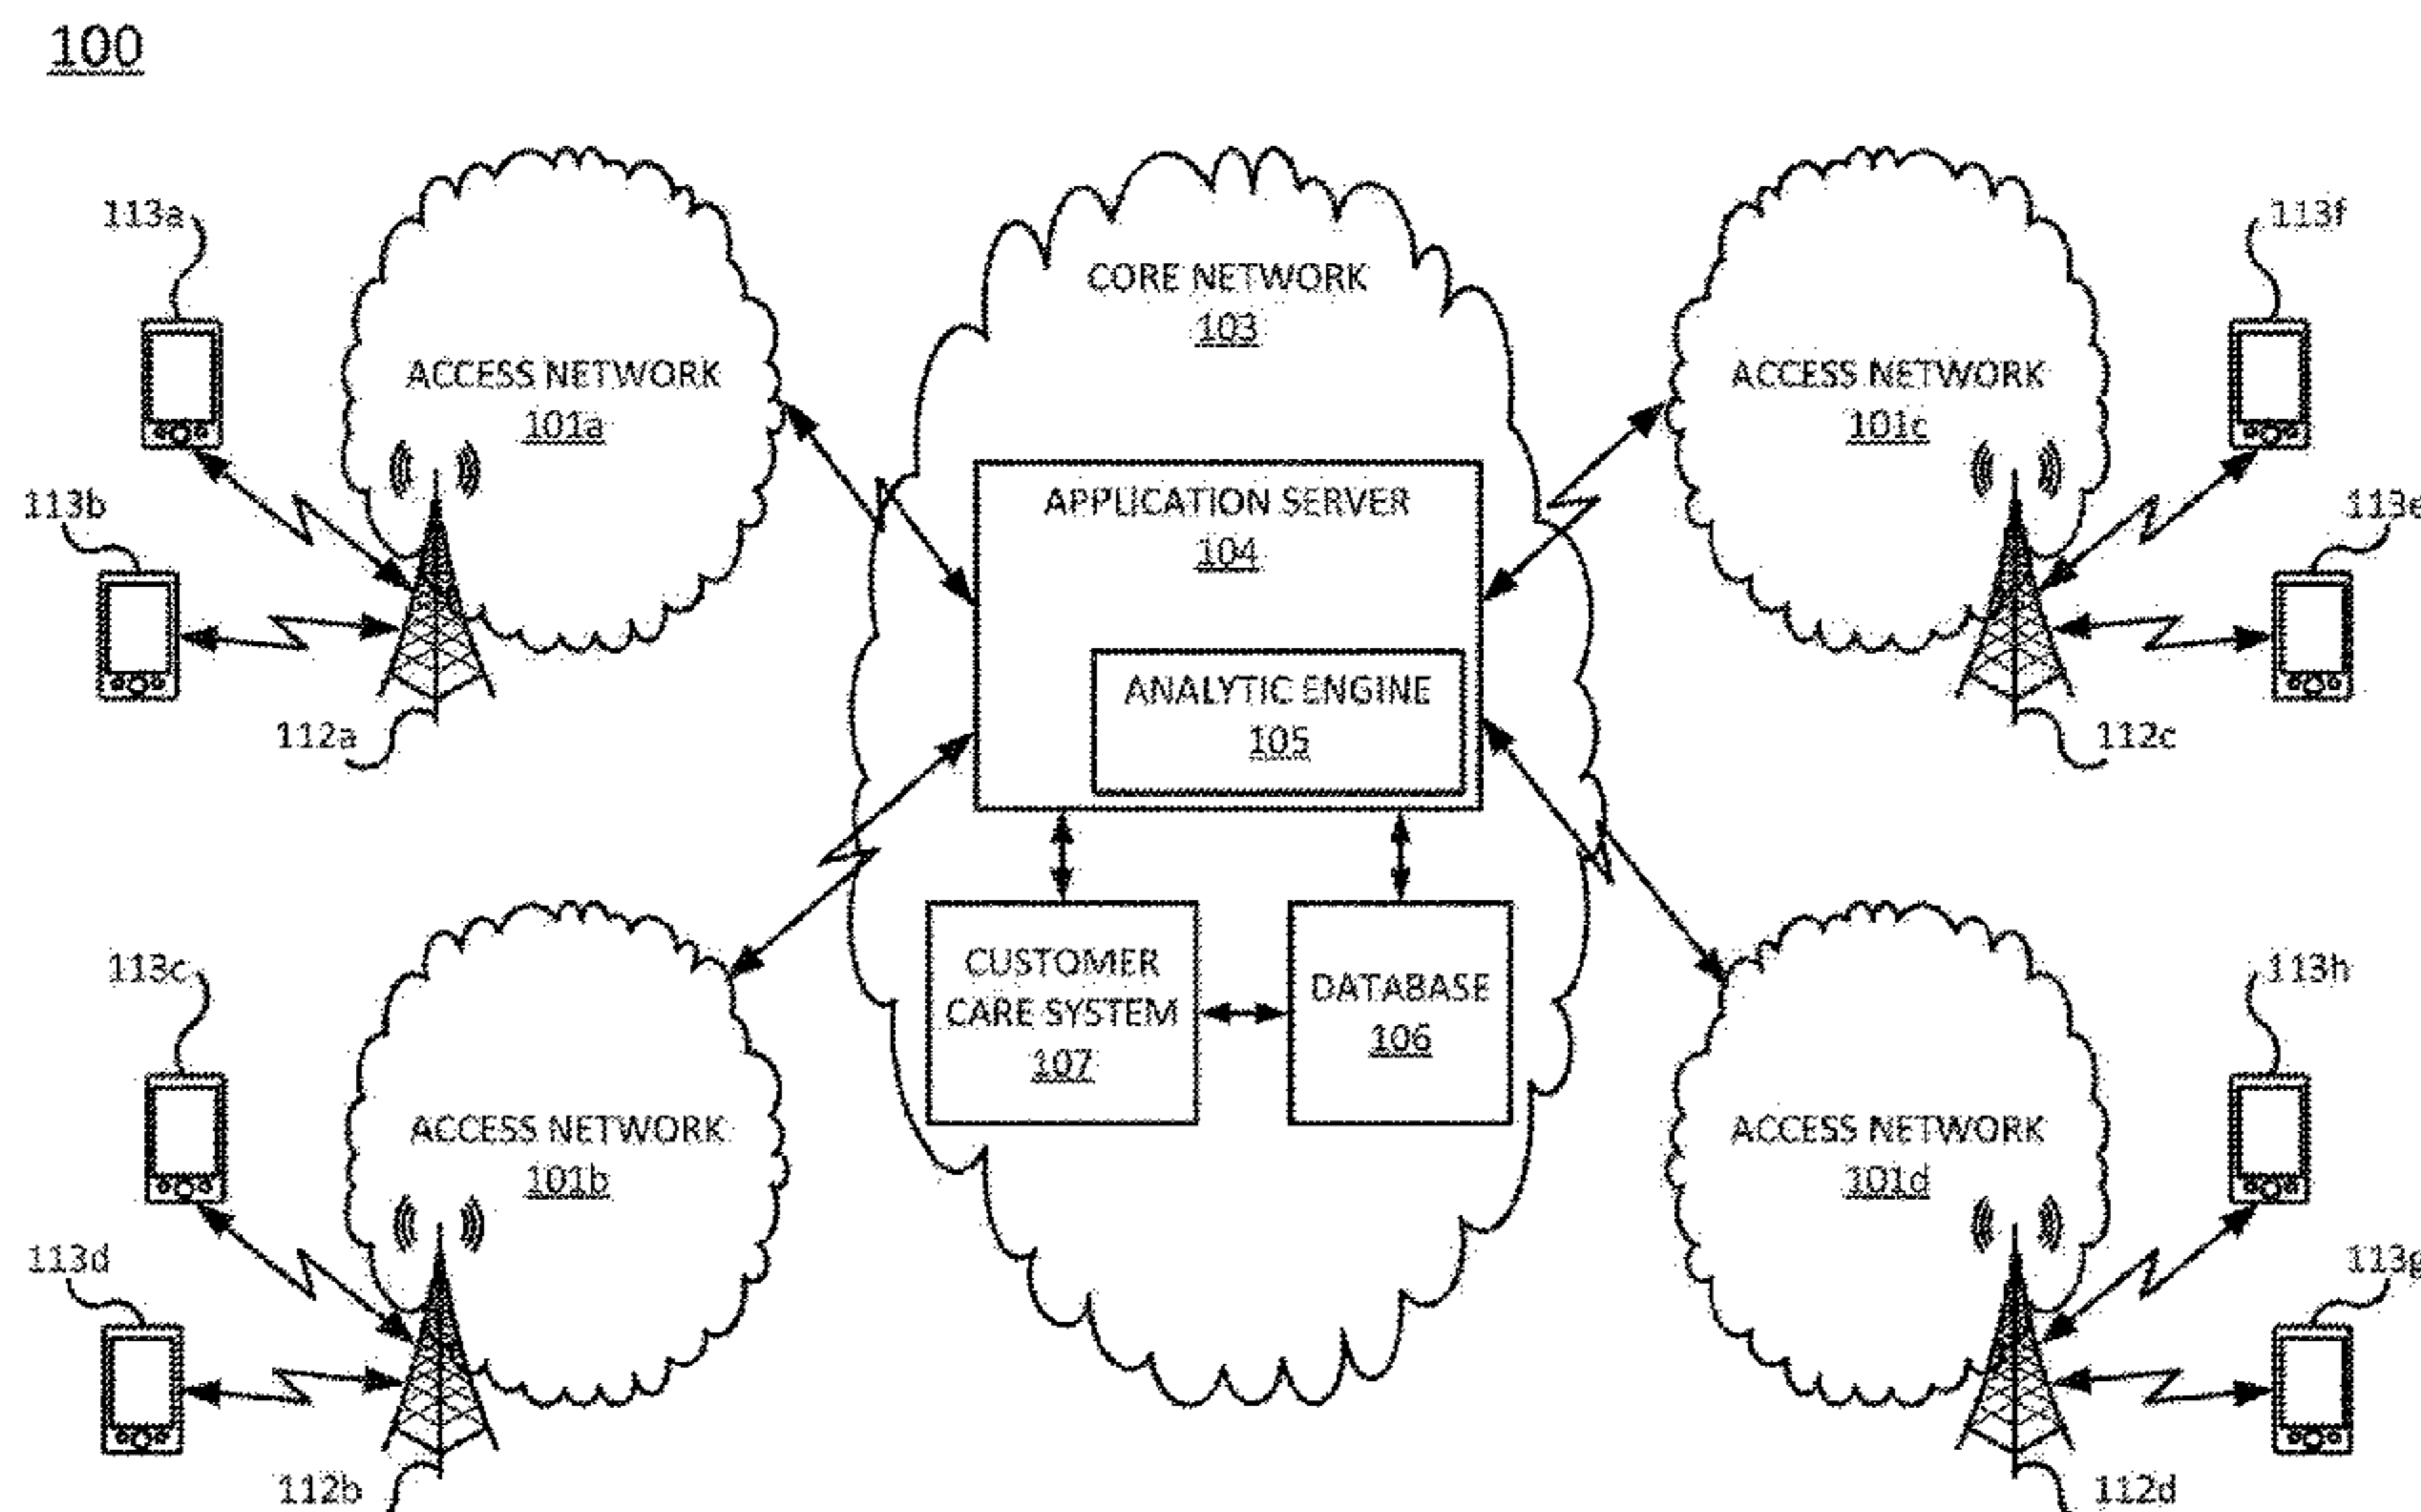 100
113a
113b
ACCESS NETWORK
101a
112a
CORE NETWORK
103
APPLICATION SERVER
104
ANALYTIC ENGINE
105
CUSTOMER
CARE SYSTEM
107
DATABASE
106
ACCESS NETWORK
101c
113f
113e
112c
113c
113d
ACCESS NETWORK
101b
112b
ACCESS NETWORK
101d
113h
113g
112d